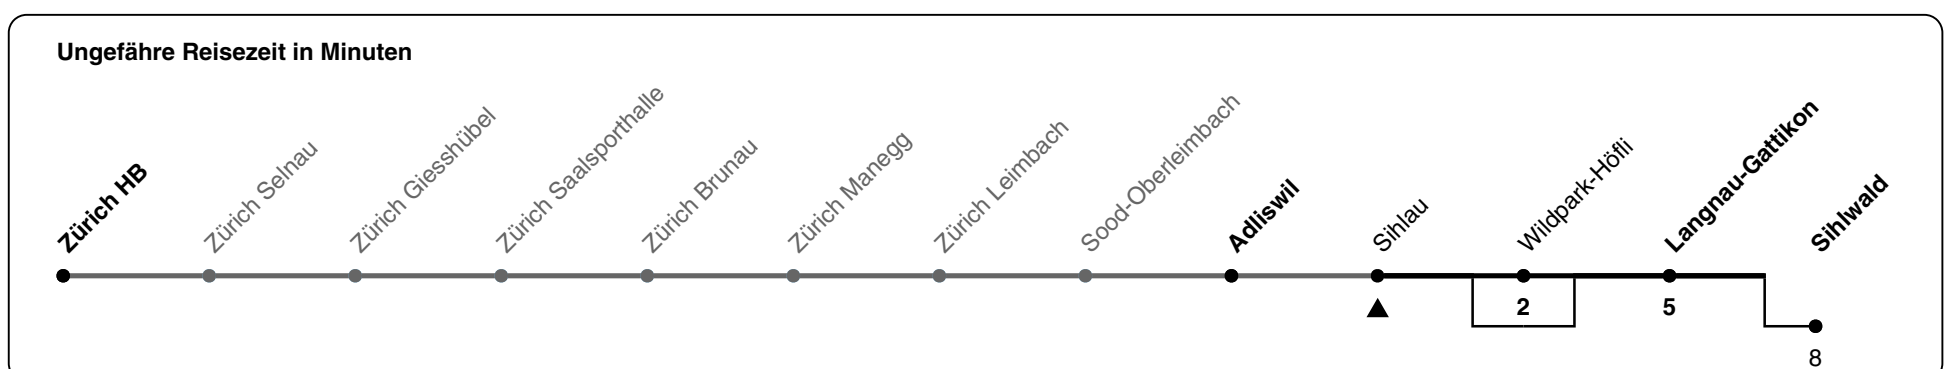 Ungefähre Reisezeit in Minuten
Zürich HB
Zürich Selnau
Zürich Giesshübel
Zürich Saalsporthalle
Zürich Brunau
Zürich Manegg
Zürich Leimbach
Sood-Oberleimbach
Adliswil
Sihlau
Wildpark-Höfli
Langnau-Gattikon
Sihlwald
2
5
8